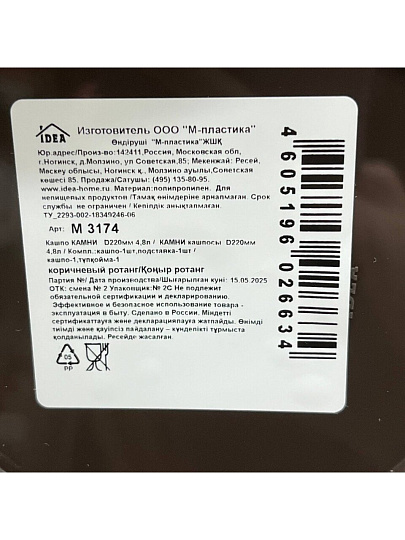 IDEA
Изготовитель ООО "М-пластика"
Өндіруші "М-пластика"ЖШҚ
Юр.адрес/Произ-во:142411,Россия, Московская обл,
г.Ногинск, д.Молзино, ул Советская,85; Мекенжай: Ресей,
Мәскеу облысы, Ногинск қ., Молзино ауылы,Советская
көшесі 85. Продажа/Сатушы: (495) 135-80-95.
www.idea-home.ru. Материал:полипропилен. Для
непищевых продуктов /Тамақ өнімдеріне арналмаған. Срок
службы не ограничен / Кепілдік анықталмаған.
ТУ_2293-002-18349246-06
Арт: М 3174
Кашпо КАМНИ D220мм 4,8л / КАМНИ кашпосы D220мм
4,8л / Компл.:кашпо-1шт,подставка-1шт /
кашпо-1,түпқойма-1
коричневый ротанг/Қоңыр ротанг
Партия №/ Дата производства/Шығарылған күні: 15.05.2025
ОТК: смена № 2 Упаковщик:№ 2С Не подлежит
обязательной сертификации и декларированию.
Эффективное и безопасное использование товара -
эксплуатация в быту. Сделано в России. Міндетті
сертификаттауға және декларациялауға жатпайды. Өнімді
тиімді және қауіпсіз пайдалану – күнделікті тұрмыста
қолданыпады. Ресейде жасалған.
05
PP
4 605196 026634